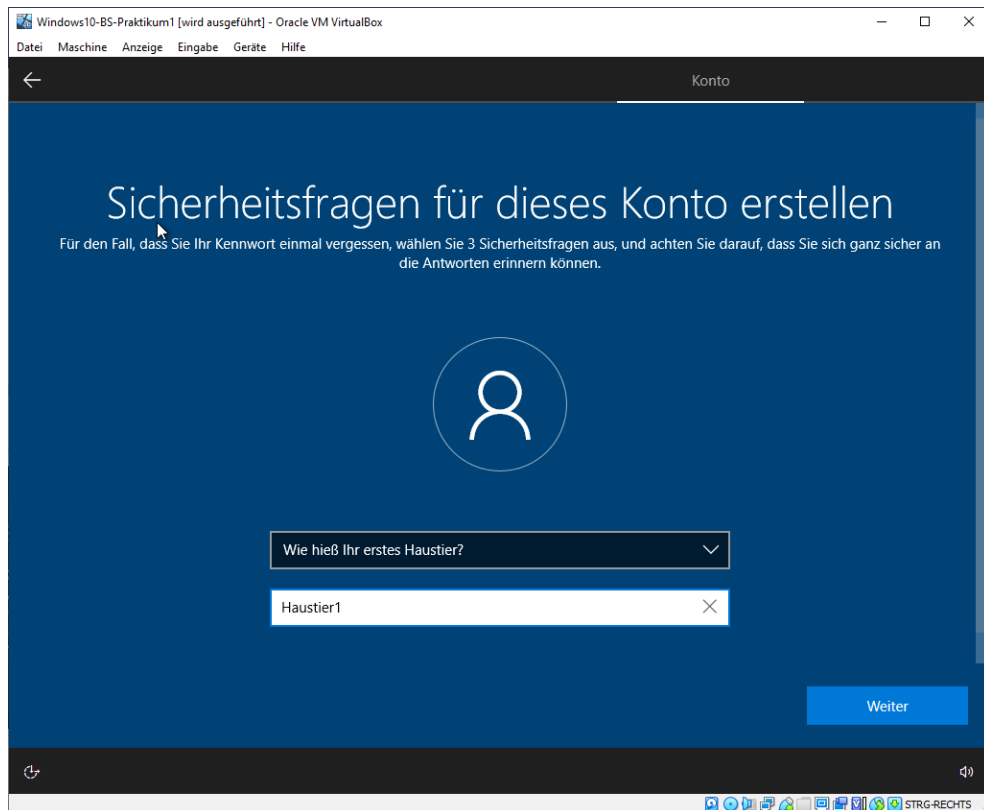 Windows10-BS-Praktikum1 [wird ausgeführt] - Oracle VM VirtualBox
Datei Maschine Anzeige Eingabe Geräte Hilfe
Konto
Sicherheitsfragen für dieses Konto erstellen
Für den Fall, dass Sie Ihr Kennwort einmal vergessen, wählen Sie 3 Sicherheitsfragen aus, und achten Sie darauf, dass Sie sich ganz sicher an
die Antworten erinnern können.
Wie hieß Ihr erstes Haustier?
Haustier1
Weiter
STRG-RECHTS